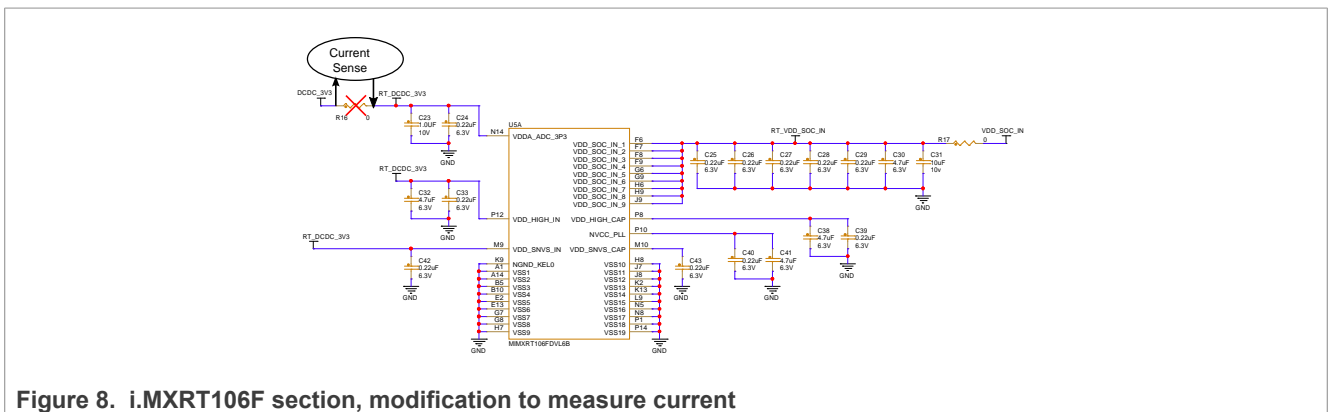 Current
Sense
DCDC_3V3
RT_DCDC_3V3
R16
0
C23
1.0UF
10V
C24
0.22uF
6.3V
GND
N14
VDDA_ADC_3P3
U5A
RT_DCDC_3V3
C32
4.7uF
6.3V
C33
0.22uF
6.3V
GND
P12
VDD_HIGH_IN
RT_DCDC_3V3
M9
VDD_SNVS_IN
C42
0.22uF
6.3V
GND
K9
NGND_KEL0
A1
VSS1
A14
VSS2
B5
VSS3
B10
VSS4
E2
VSS5
E13
VSS6
G7
VSS7
G8
VSS8
H7
VSS9
GND
MIMXRT106FDVL6B
VDD_SOC_IN_1
F6
VDD_SOC_IN_2
F7
VDD_SOC_IN_3
F8
VDD_SOC_IN_4
F9
VDD_SOC_IN_5
G6
VDD_SOC_IN_6
G9
VDD_SOC_IN_7
H6
VDD_SOC_IN_8
H9
VDD_SOC_IN_9
J9
VDD_HIGH_CAP
P8
NVCC_PLL
P10
VDD_SNVS_CAP
M10
VSS10
H8
VSS11
J7
VSS12
J8
VSS13
K2
VSS14
K13
VSS15
L9
VSS16
N5
VSS17
N8
VSS18
P1
VSS19
P14
GND
RT_VDD_SOC_IN
R17
0
VDD_SOC_IN
C25
0.22uF
6.3V
C26
0.22uF
6.3V
C27
0.22uF
6.3V
C28
0.22uF
6.3V
C29
0.22uF
6.3V
C30
4.7uF
6.3V
C31
10uF
10v
GND
C38
4.7uF
6.3V
C39
0.22uF
6.3V
GND
C43
0.22uF
6.3V
GND
C40
0.22uF
6.3V
C41
4.7uF
6.3V
GND
Figure 8. i.MXRT106F section, modification to measure current